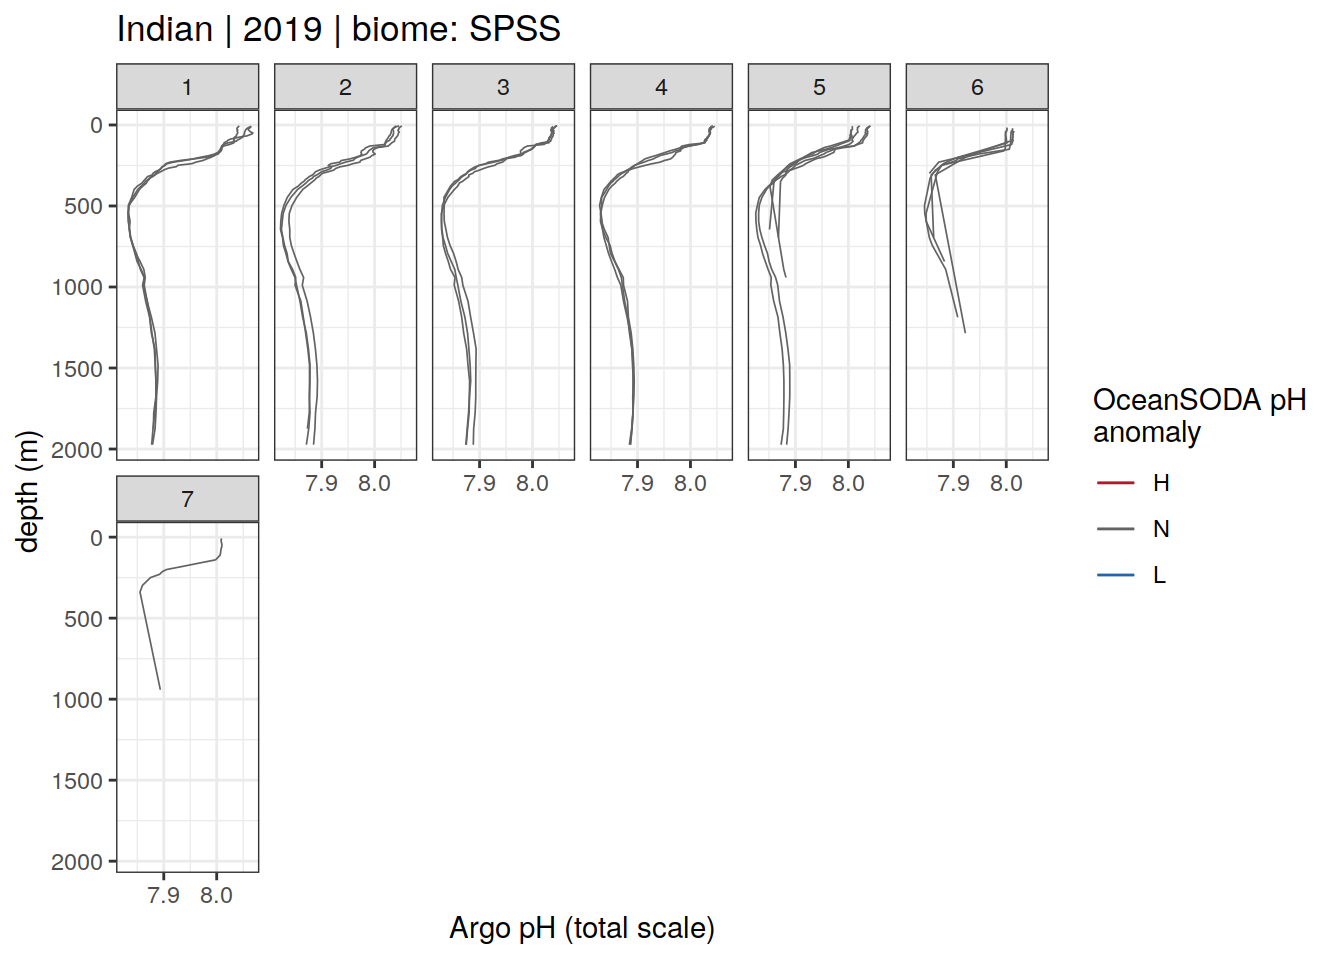 Indian | 2019 | biome: SPSS
1 2 3 4 5 6
0
500
1000
1500
2000
7.9 8.0 7.9 8.0 7.9 8.0 7.9 8.0 7.9 8.0
7
0
500
1000
1500
2000
7.9 8.0
depth (m)
Argo pH (total scale)
OceanSODA pH
anomaly
H
N
L